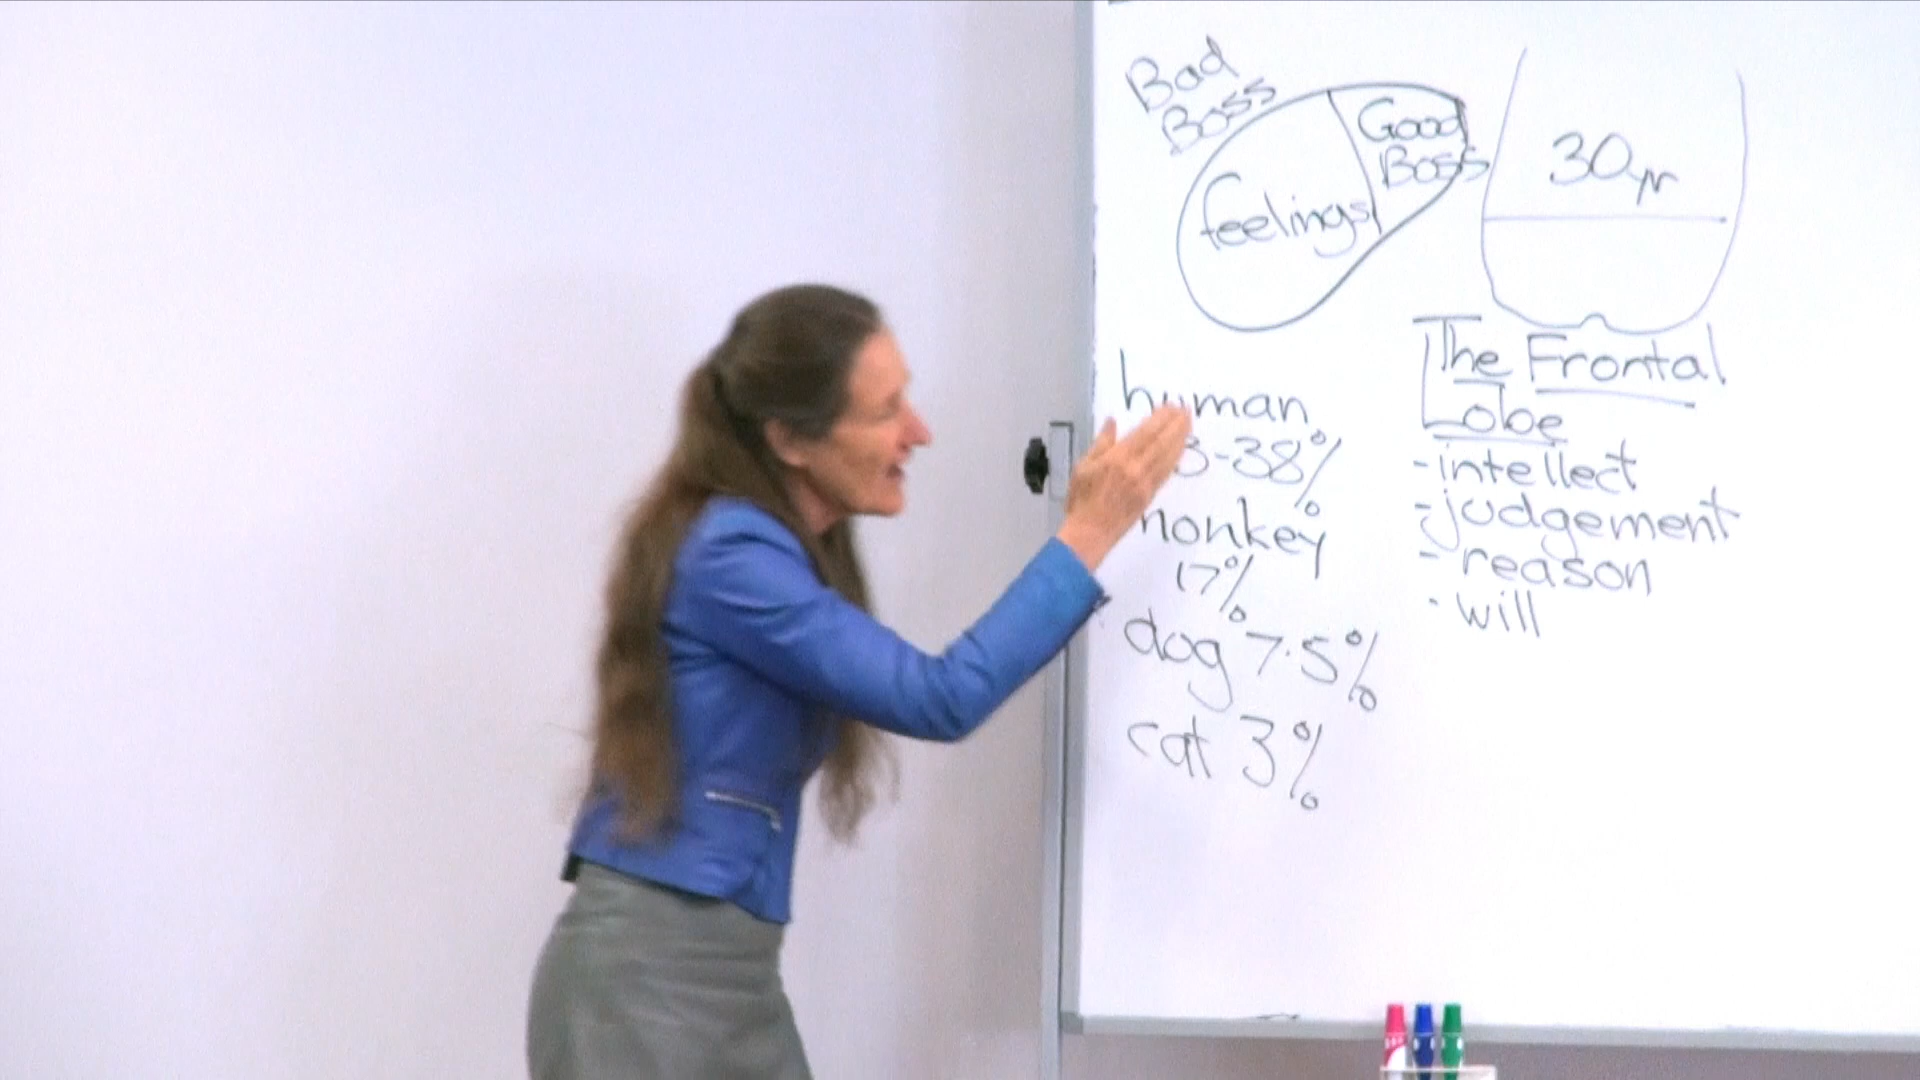 Bad
Boss
Good
Boss
feelings
30yr
human
3-38%
monkey
17%
dog 7.5%
cat 3%
The Frontal
Lobe
-intellect
-judgement
- reason
- will